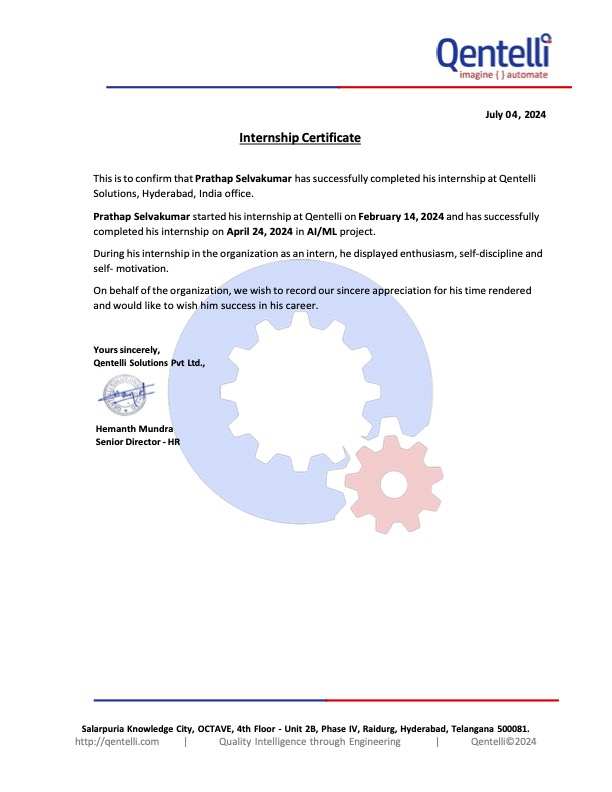 Qentelli
imagine { } automate
July 04, 2024
Internship Certificate
This is to confirm that Prathap Selvakumar has successfully completed his internship at Qentelli
Solutions, Hyderabad, India office.
Prathap Selvakumar started his internship at Qentelli on February 14, 2024 and has successfully
completed his internship on April 24, 2024 in AI/ML project.
During his internship in the organization as an intern, he displayed enthusiasm, self-discipline and
self- motivation.
On behalf of the organization, we wish to record our sincere appreciation for his time rendered
and would like to wish him success in his career.
Yours sincerely,
Qentelli Solutions Pvt Ltd.,
Hemanth Mundra
Senior Director - HR
Salarpuria Knowledge City, OCTAVE, 4th Floor - Unit 2B, Phase IV, Raidurg, Hyderabad, Telangana 500081.
http://qentelli.com | Quality Intelligence through Engineering | Qentelli©2024